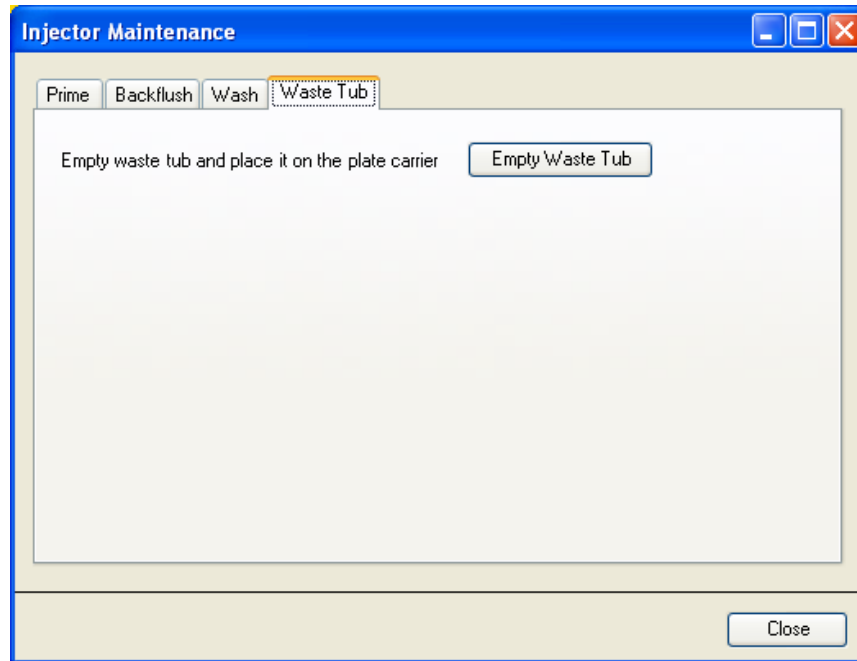 Injector Maintenance
Prime Backflush Wash Waste Tub
Empty waste tub and place it on the plate carrier Empty Waste Tub
Close